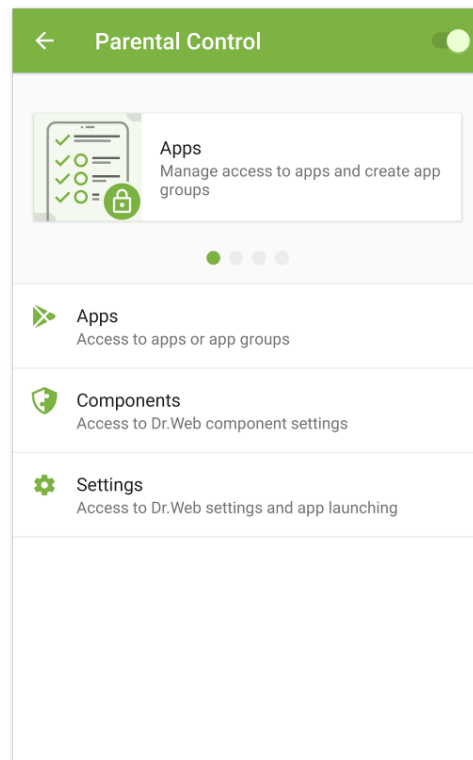 Parental Control
Apps
Manage access to apps and create app
groups
Apps
Access to apps or app groups
Components
Access to Dr.Web component settings
Settings
Access to Dr.Web settings and app launching